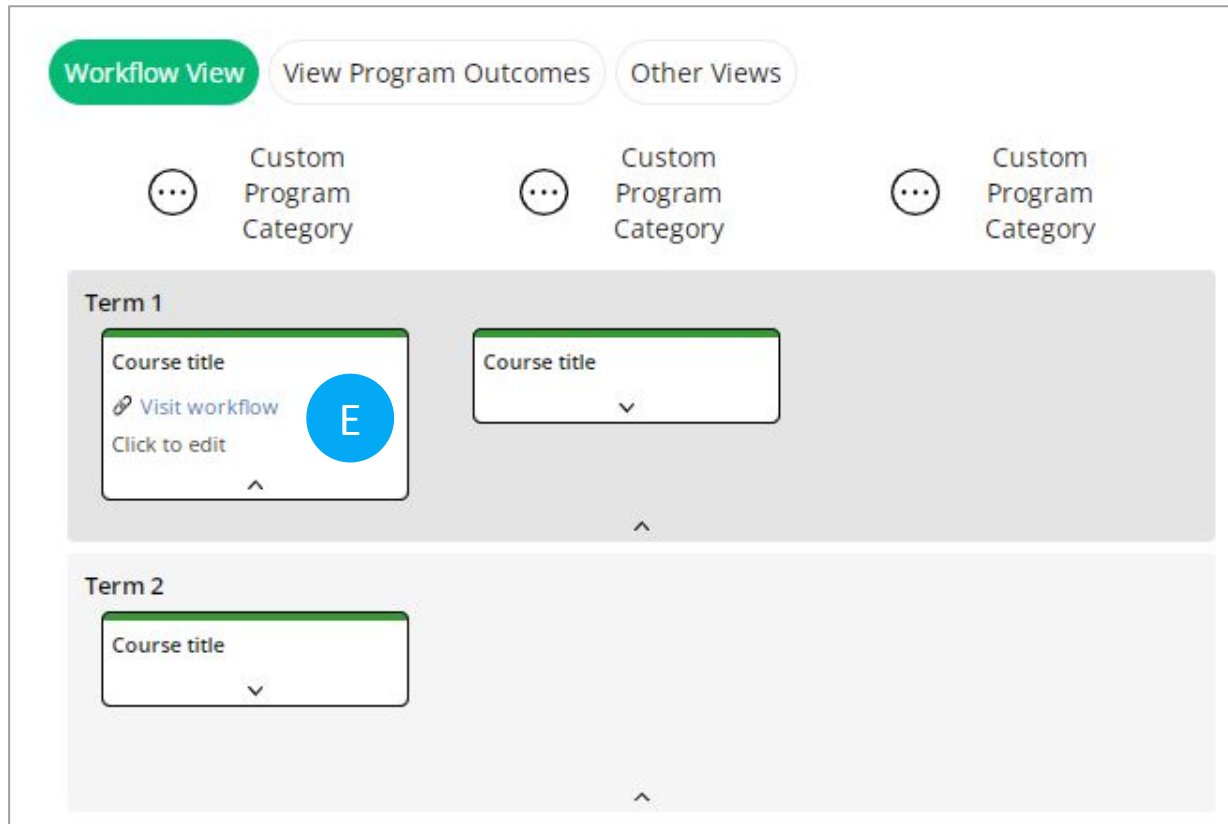 Workflow View View Program Outcomes Other Views
Custom Program Category
Custom Program Category
Custom Program Category
Term 1
Course title
Visit workflow
Click to edit
E
Course title
Term 2
Course title